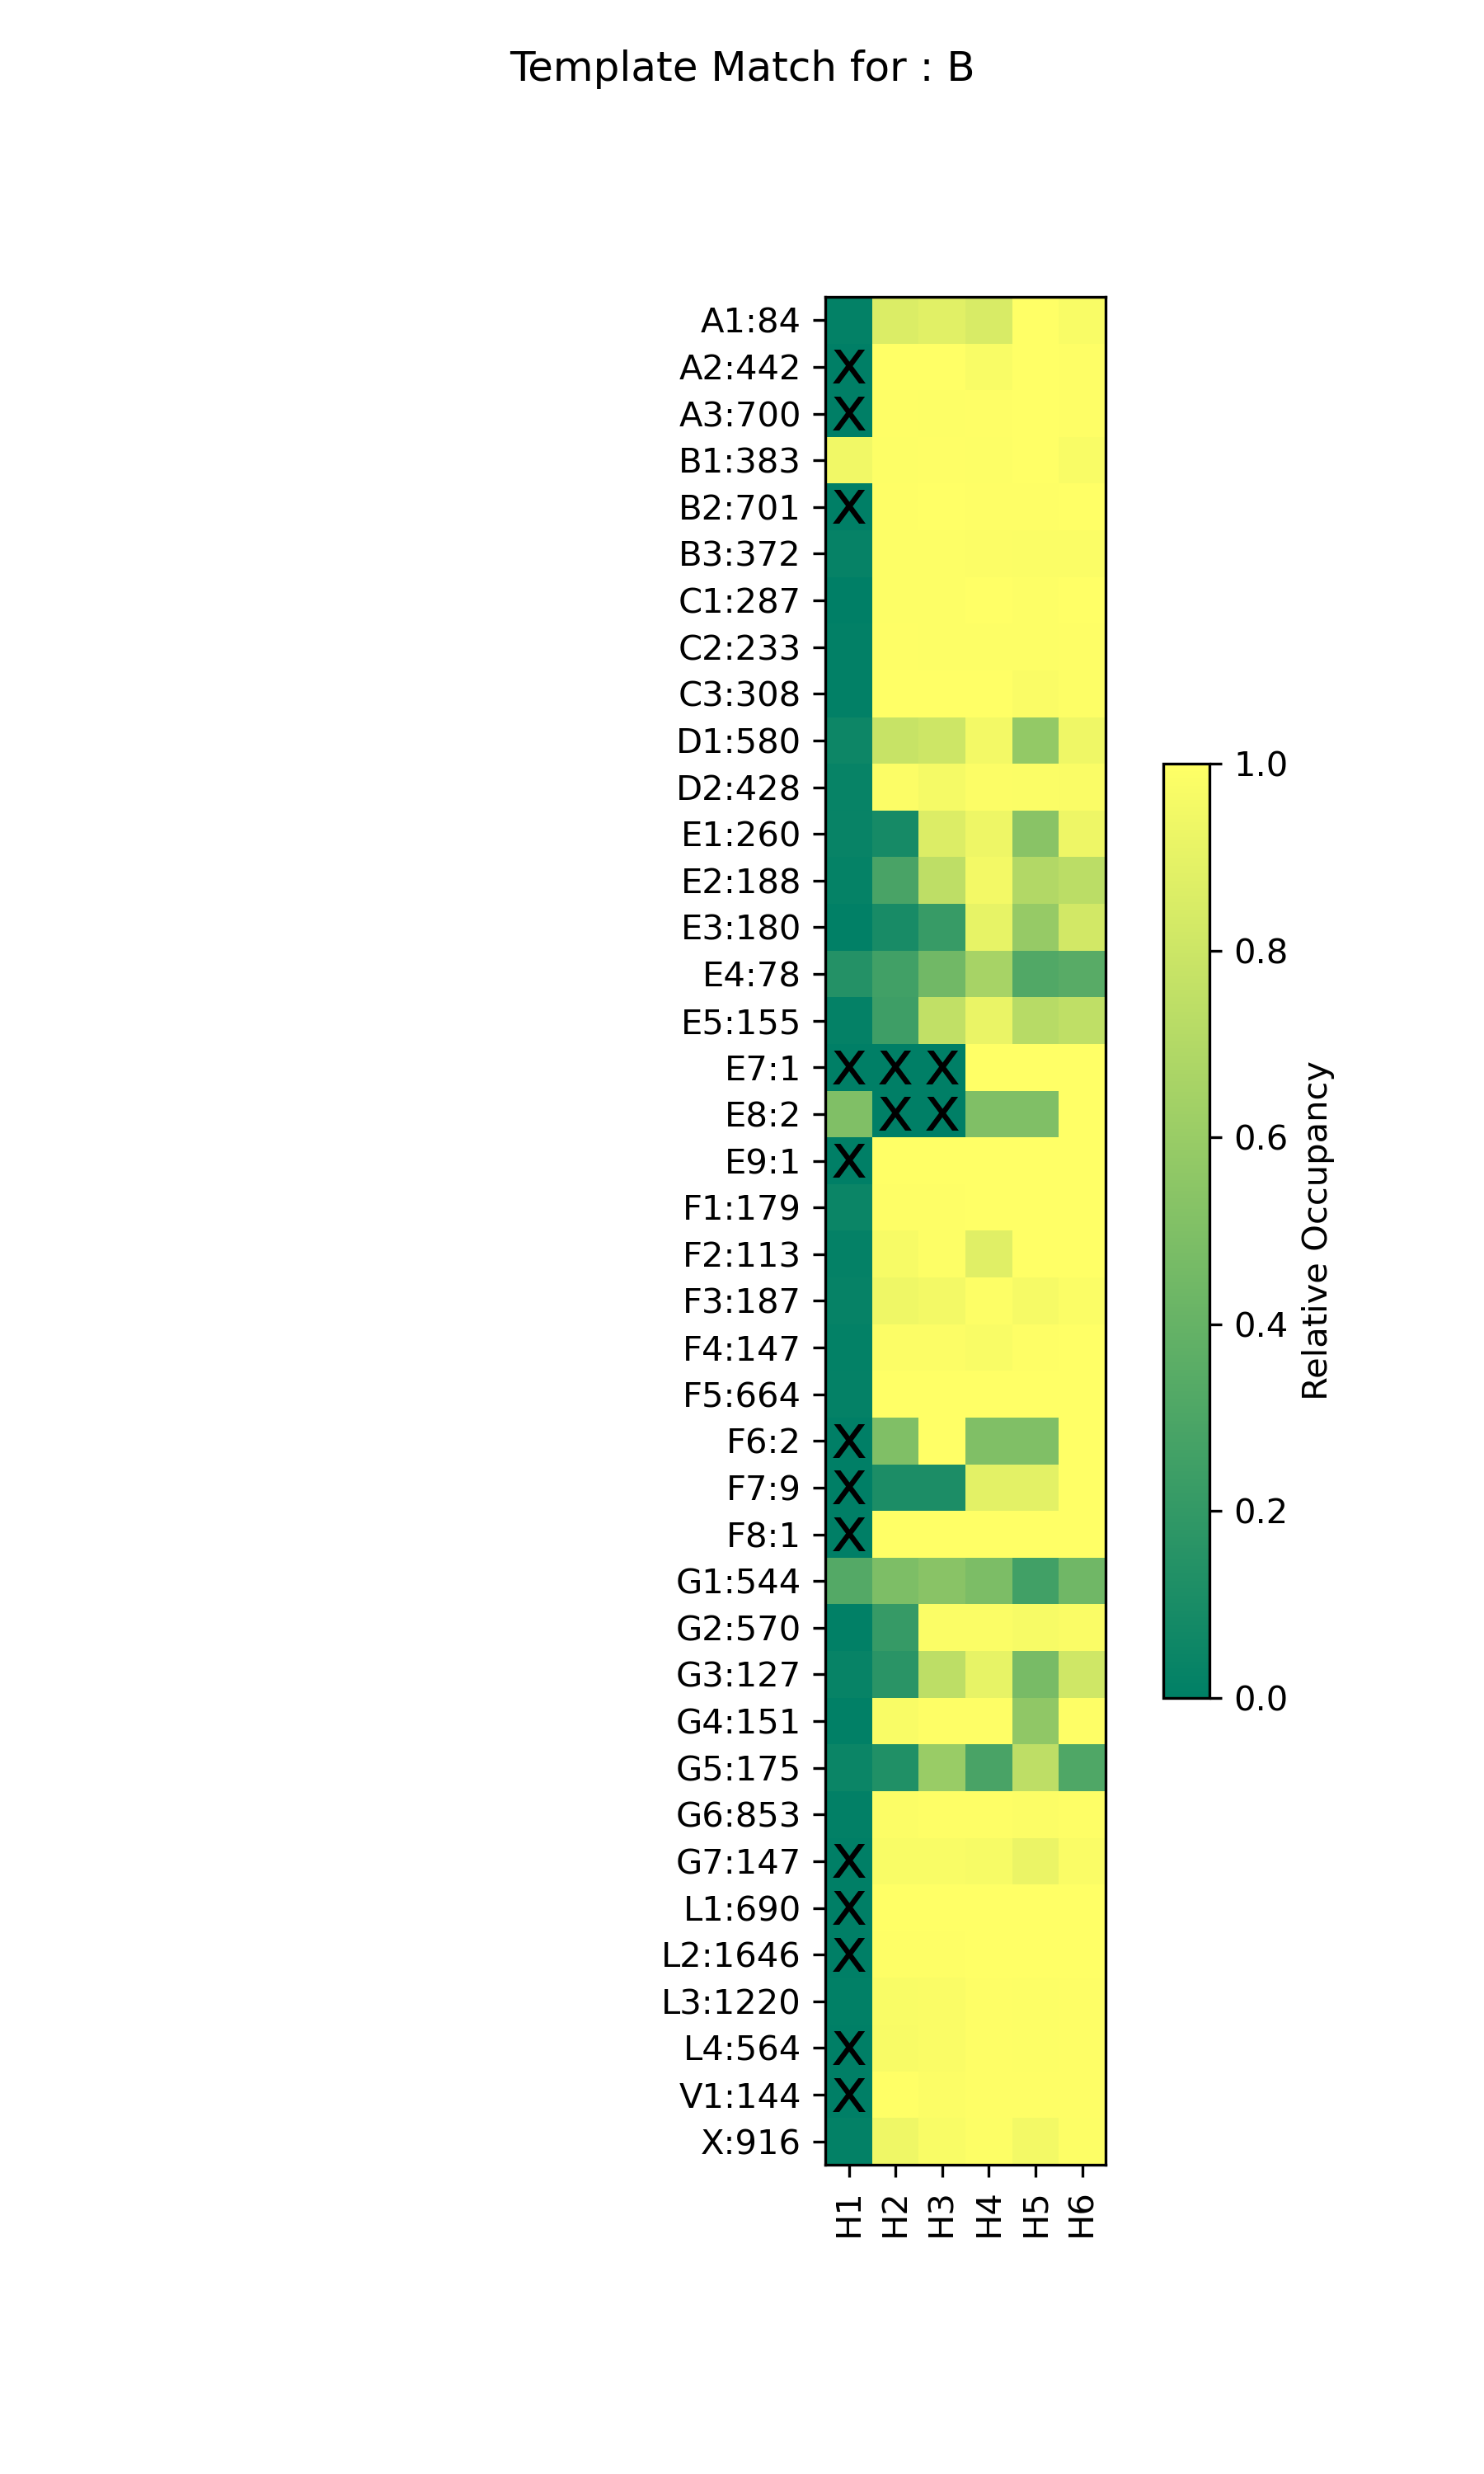 Template Match for : B
A1:84
A2:442 X
A3:700 X
B1:383
B2:701 X
B3:372
C1:287
C2:233
C3:308
D1:580
D2:428
E1:260
E2:188
E3:180
E4:78
E5:155
E7:1 X X X
E8:2 X X
E9:1 X
F1:179
F2:113
F3:187
F4:147
F5:664
F6:2 X
F7:9 X
F8:1 X
G1:544
G2:570
G3:127
G4:151
G5:175
G6:853
G7:147 X
L1:690 X
L2:1646 X
L3:1220
L4:564 X
V1:144 X
X:916
H1 H2 H3 H4 H5 H6
1.0
0.8
0.6
0.4
0.2
0.0
Relative Occupancy